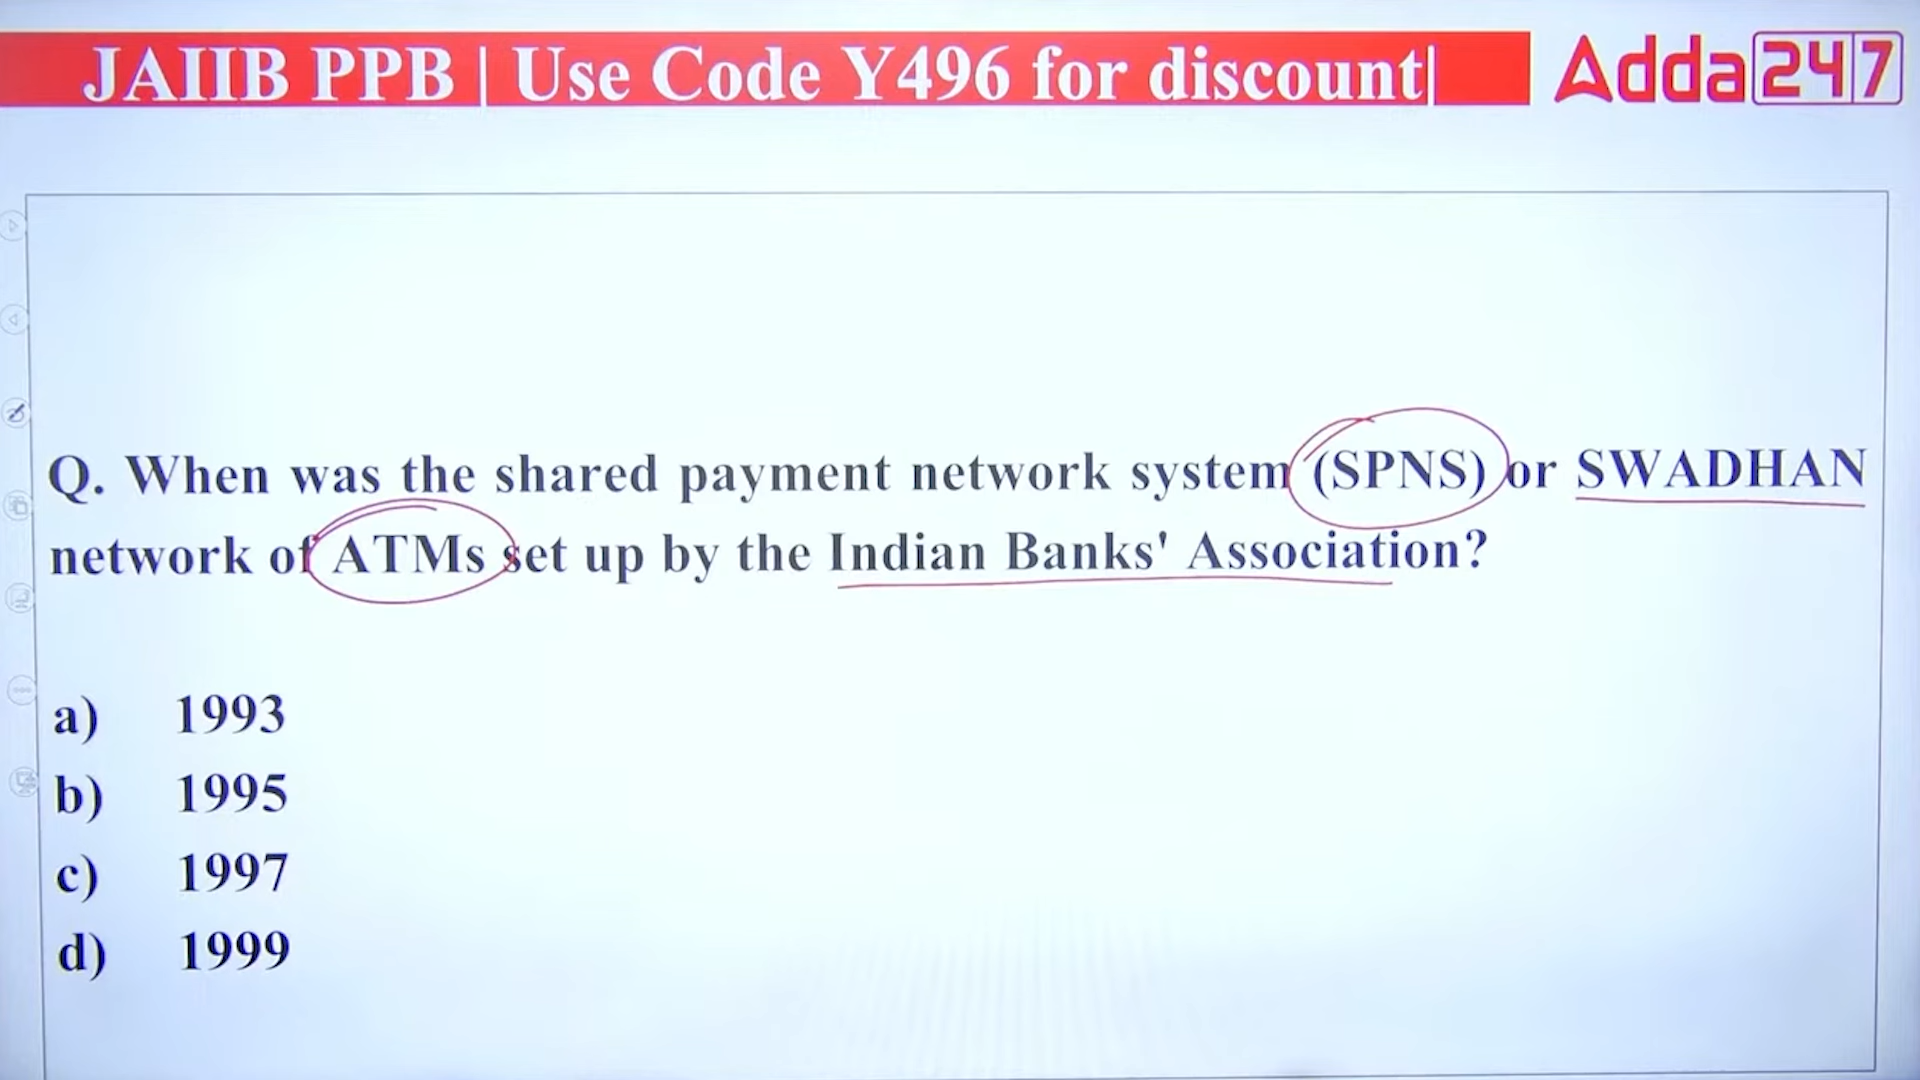 JAIIB PPB | Use Code Y496 for discount|
Adda247
Q. When was the shared payment network system (SPNS) or SWADHAN
network of ATMs set up by the Indian Banks' Association?
a) 1993
b) 1995
c) 1997
d) 1999